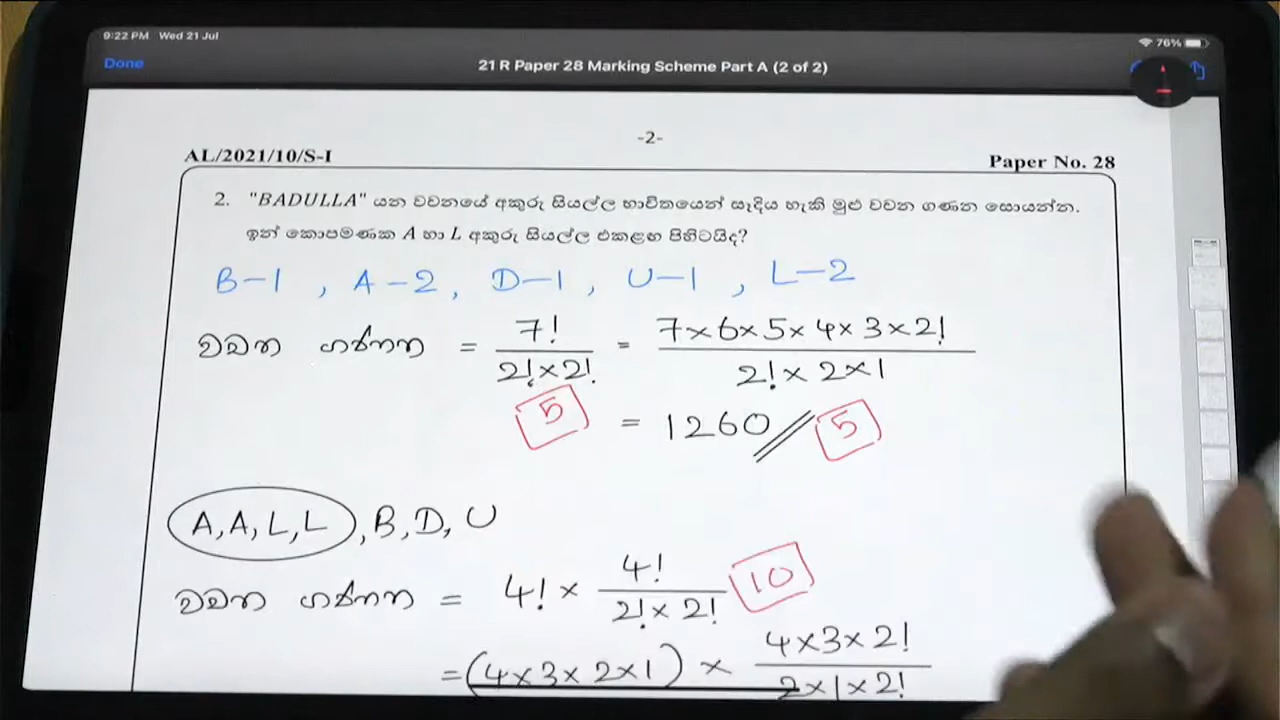 9:22 PM Wed 21 Jul
76%
Done
21 R Paper 28 Marking Scheme Part A (2 of 2)
-2-
AL/2021/10/S-I
Paper No. 28
2. "BADULLA" යන වචනයේ අකුරු සියල්ල භාවිතයෙන් සෑදිය හැකි මුළු වචන ගණන සොයන්න.
ඉන් කොපමණක A හා L අකුරු සියල්ල එකළඟ පිහිටයිද?
B-1 , A-2, D-1, U-1 , L-2
වචන ගණන = 7!/(2!×2!) = (7×6×5×4×3×2!)/(2!×2×1)
5
= 1260 5
A,A,L,L,B,D,U
වචන ගණන = 4! × 4!/(2!×2!) 10
=(4×3×2×1) × (4×3×2!)/(2×1×2!)